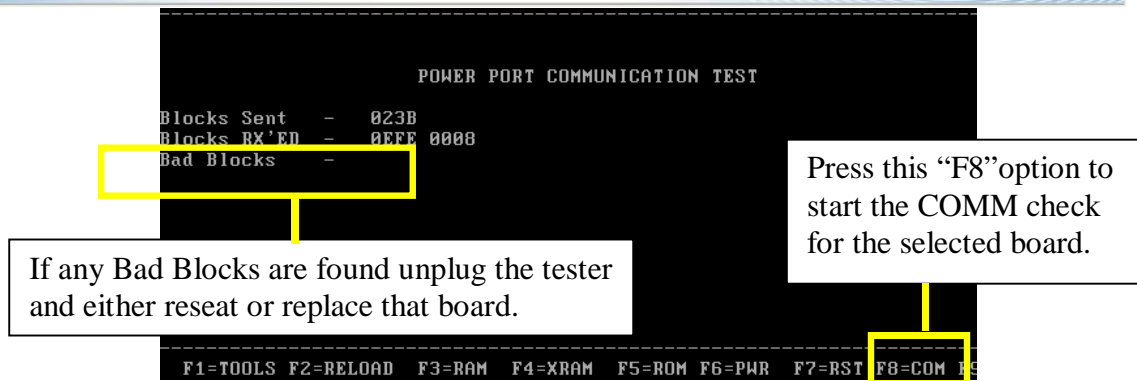 POWER PORT COMMUNICATION TEST
Blocks Sent - 023B
Blocks RX'ED - 0EFE 0008
Bad Blocks -
Press this “F8”option to
start the COMM check
for the selected board.
If any Bad Blocks are found unplug the tester
and either reseat or replace that board.
F1=TOOLS F2=RELOAD F3=RAM F4=XRAM F5=ROM F6=PWR F7=RST F8=COM